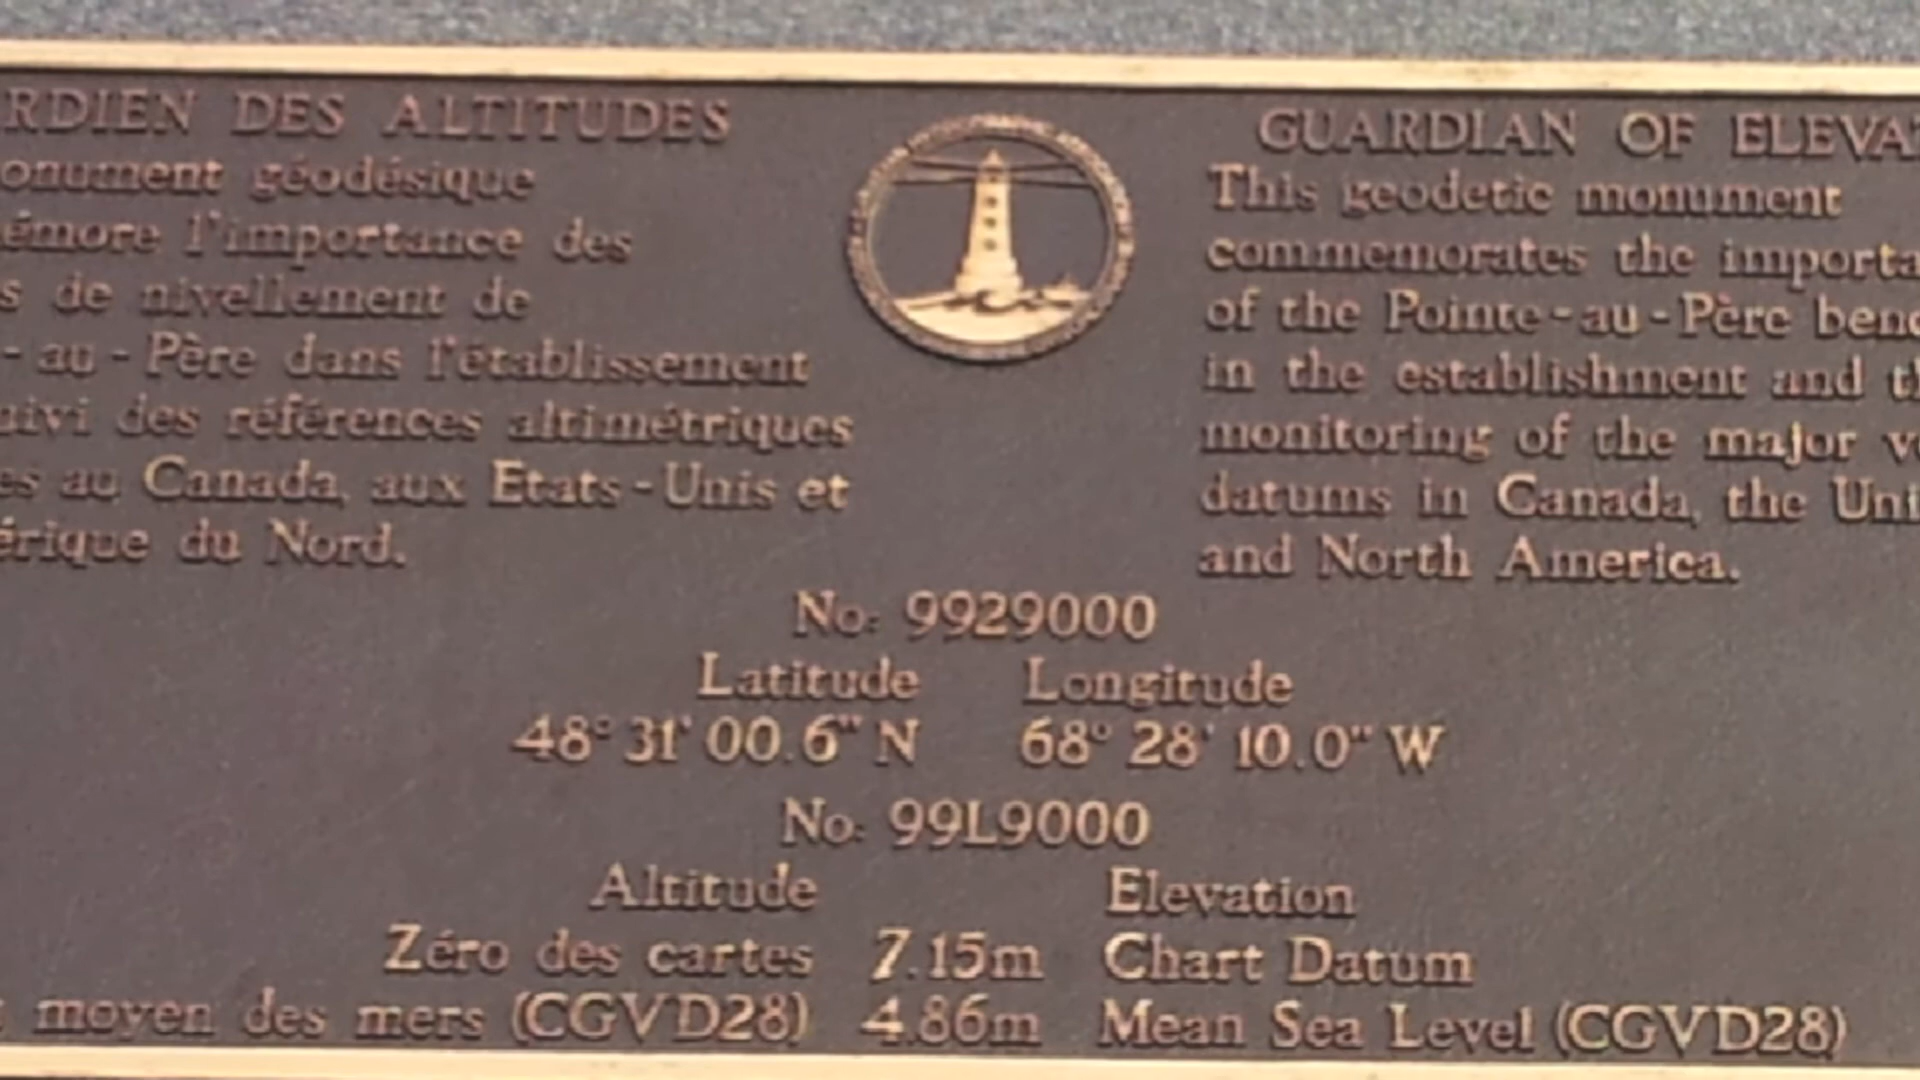 RDIEN DES ALTITUDES
onument géodésique
émore l'importance des
s de nivellement de
- au - Père dans l'établissement
uivi des références altimétriques
es au Canada, aux Etats-Unis et
érique du Nord.
GUARDIAN OF ELEVA
This geodetic monument
commemorates the importa
of the Pointe-au-Père benc
in the establishment and th
monitoring of the major v
datums in Canada, the Uni
and North America.
No: 9929000
Latitude Longitude
48° 31' 00.6" N 68° 28' 10.0" W
No: 99L9000
Altitude Elevation
Zéro des cartes 7.15m Chart Datum
moyen des mers (CGVD28) 4.86m Mean Sea Level (CGVD28)